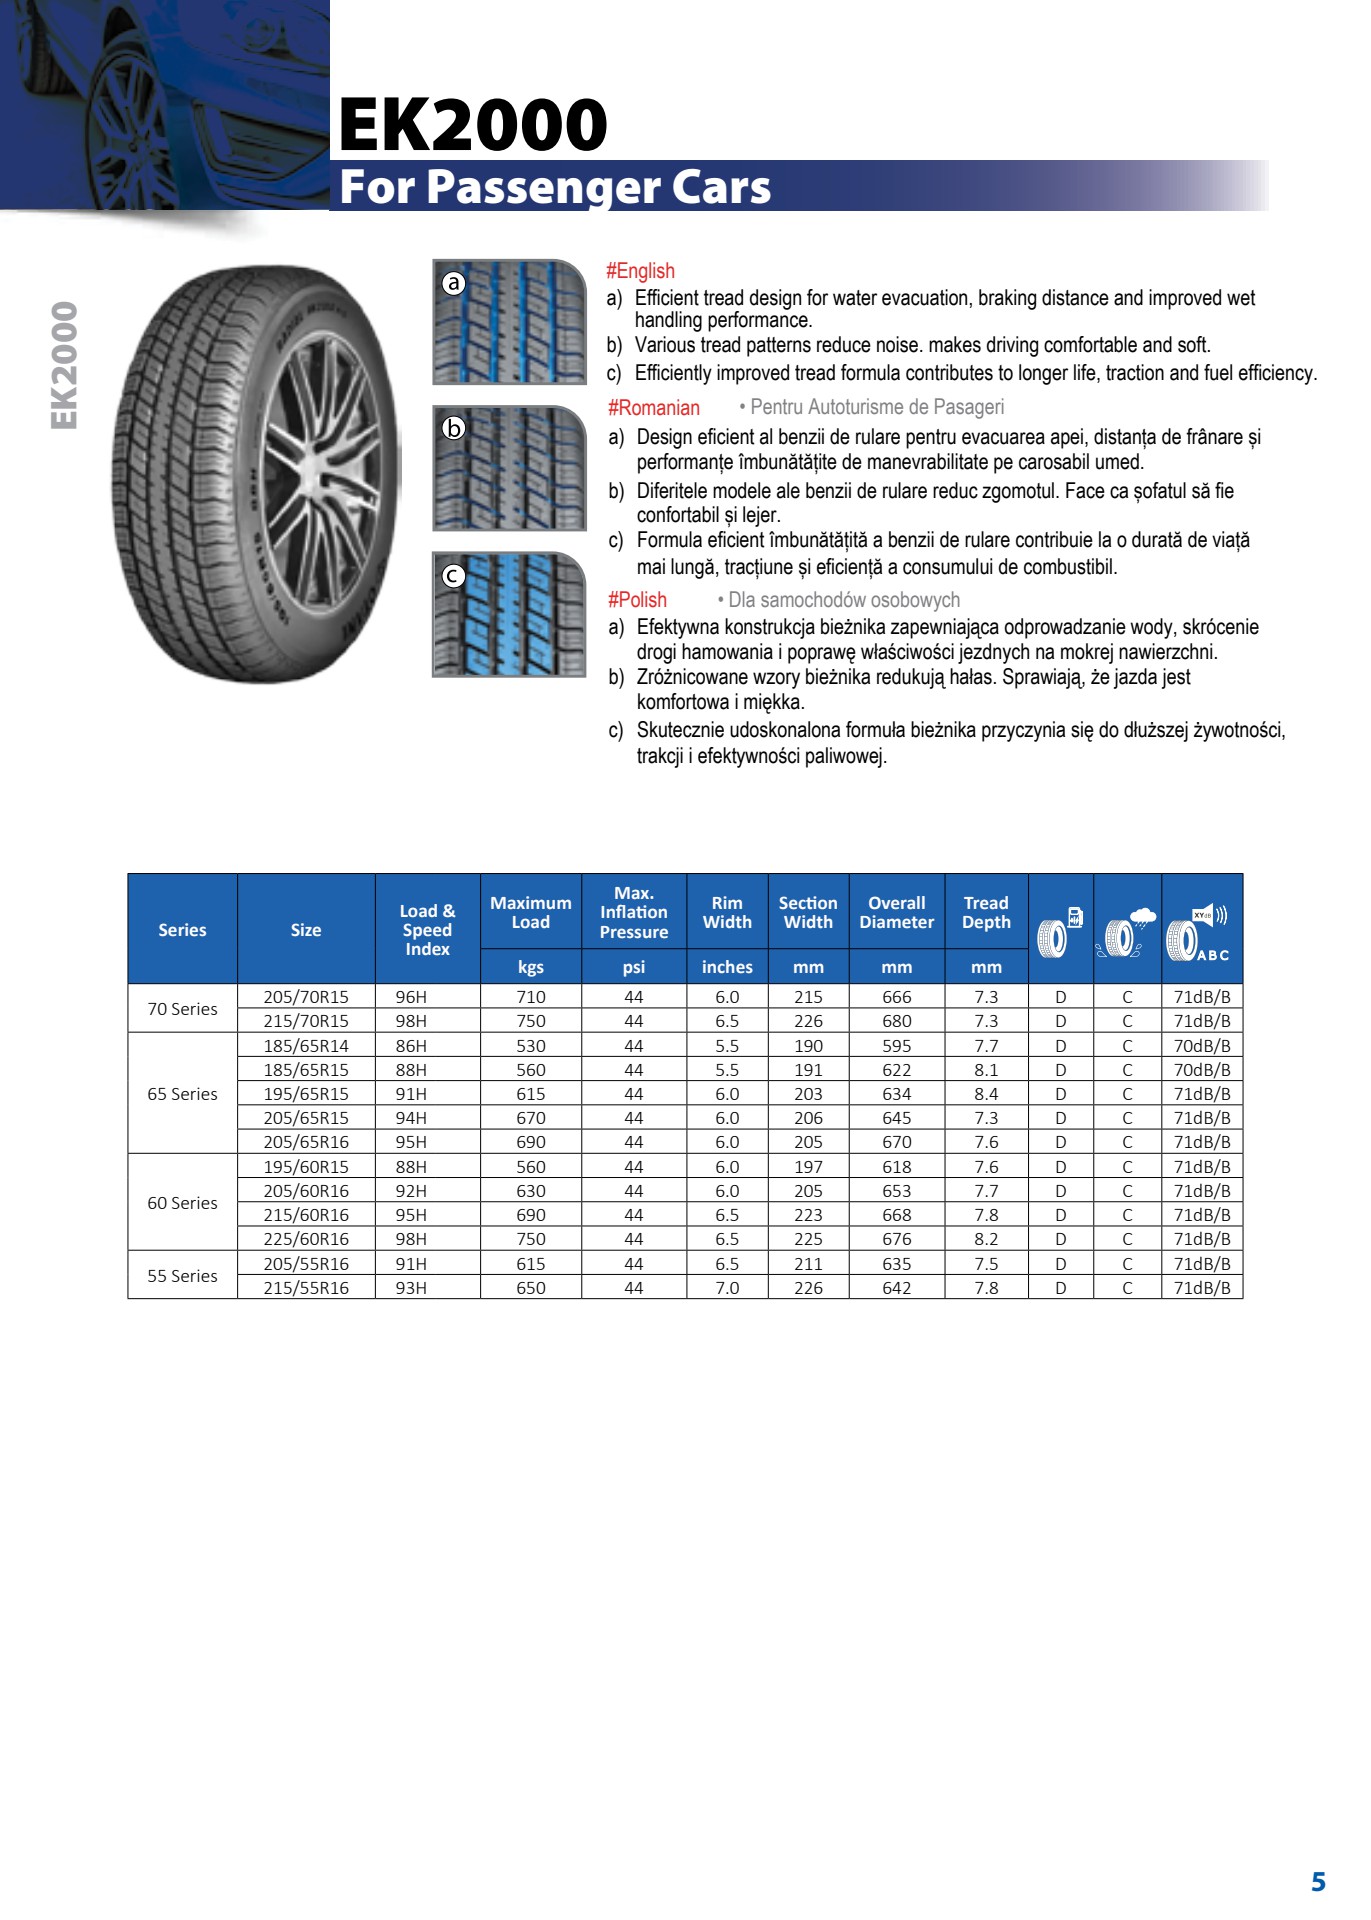 EK2000
For Passenger Cars
EK2000
a
b
c
#English
a) Efficient tread design for water evacuation, braking distance and improved wet
handling performance.
b) Various tread patterns reduce noise. makes driving comfortable and soft.
c) Efficiently improved tread formula contributes to longer life, traction and fuel efficiency.
#Romanian • Pentru Autoturisme de Pasageri
a) Design eficient al benzii de rulare pentru evacuarea apei, distanța de frânare și
performanțe îmbunătățite de manevrabilitate pe carosabil umed.
b) Diferitele modele ale benzii de rulare reduc zgomotul. Face ca șofatul să fie
confortabil și lejer.
c) Formula eficient îmbunătățită a benzii de rulare contribuie la o durată de viață
mai lungă, tracțiune și eficiență a consumului de combustibil.
#Polish • Dla samochodów osobowych
a) Efektywna konstrukcja bieżnika zapewniająca odprowadzanie wody, skrócenie
drogi hamowania i poprawę właściwości jezdnych na mokrej nawierzchni.
b) Zróżnicowane wzory bieżnika redukują hałas. Sprawiają, że jazda jest
komfortowa i miękka.
c) Skutecznie udoskonalona formuła bieżnika przyczynia się do dłuższej żywotności,
trakcji i efektywności paliwowej.
Series Size Load & Speed Index Maximum Load Max. Inflation Pressure Rim Width Section Width Overall Diameter Tread Depth XYdB ABC
kgs psi inches mm mm mm
70 Series 205/70R15 96H 710 44 6.0 215 666 7.3 D C 71dB/B
215/70R15 98H 750 44 6.5 226 680 7.3 D C 71dB/B
65 Series 185/65R14 86H 530 44 5.5 190 595 7.7 D C 70dB/B
185/65R15 88H 560 44 5.5 191 622 8.1 D C 70dB/B
195/65R15 91H 615 44 6.0 203 634 8.4 D C 71dB/B
205/65R15 94H 670 44 6.0 206 645 7.3 D C 71dB/B
205/65R16 95H 690 44 6.0 205 670 7.6 D C 71dB/B
60 Series 195/60R15 88H 560 44 6.0 197 618 7.6 D C 71dB/B
205/60R16 92H 630 44 6.0 205 653 7.7 D C 71dB/B
215/60R16 95H 690 44 6.5 223 668 7.8 D C 71dB/B
225/60R16 98H 750 44 6.5 225 676 8.2 D C 71dB/B
55 Series 205/55R16 91H 615 44 6.5 211 635 7.5 D C 71dB/B
215/55R16 93H 650 44 7.0 226 642 7.8 D C 71dB/B
5